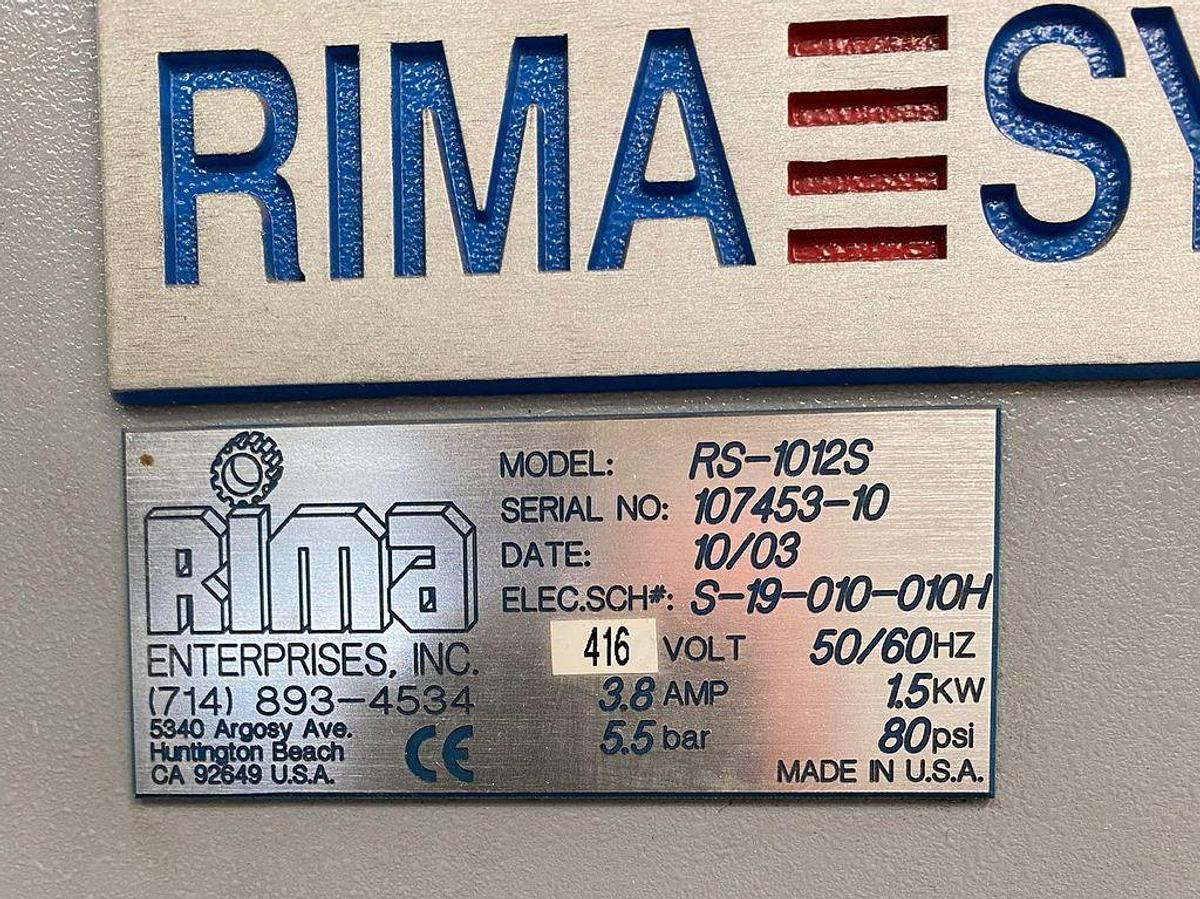 RIMA SY
Rima
ENTERPRISES, INC.
(714) 893-4534
5340 Argosy Ave.
Huntington Beach
CA 92649 U.S.A.
CE
MODEL: RS-1012S
SERIAL NO: 107453-10
DATE: 10/03
ELEC.SCH#: S-19-010-010H
416 VOLT 50/60HZ
3.8 AMP 1.5KW
5.5 bar 80psi
MADE IN U.S.A.